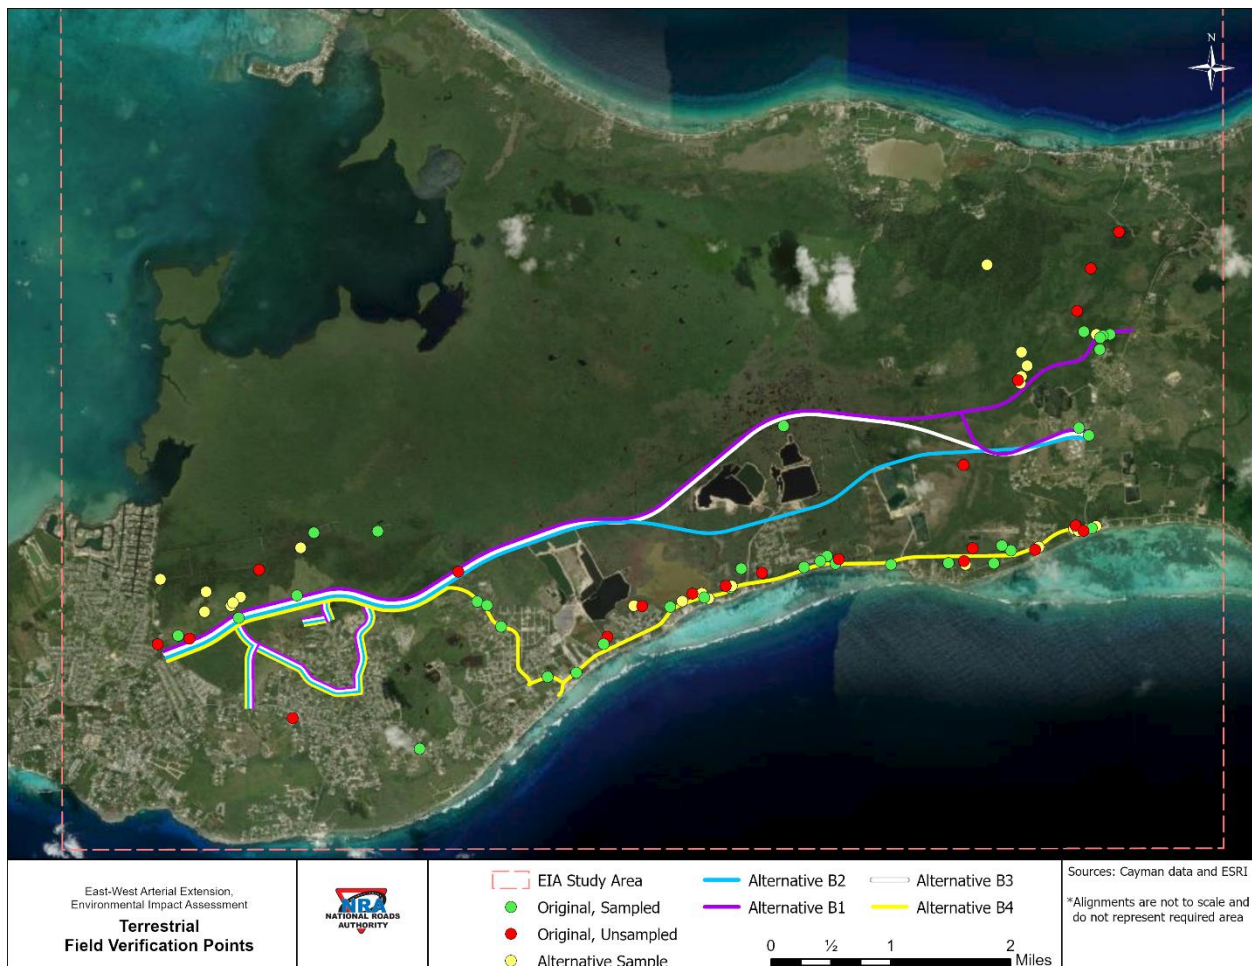 N
East-West Arterial Extension,
Environmental Impact Assessment
Terrestrial
Field Verification Points
NRA
NATIONAL ROADS
AUTHORITY
EIA Study Area
Original, Sampled
Original, Unsampled
Alternative Sample
Alternative B2
Alternative B1
Alternative B3
Alternative B4
0 ½ 1 2
Miles
Sources: Cayman data and ESRI
*Alignments are not to scale and
do not represent required area